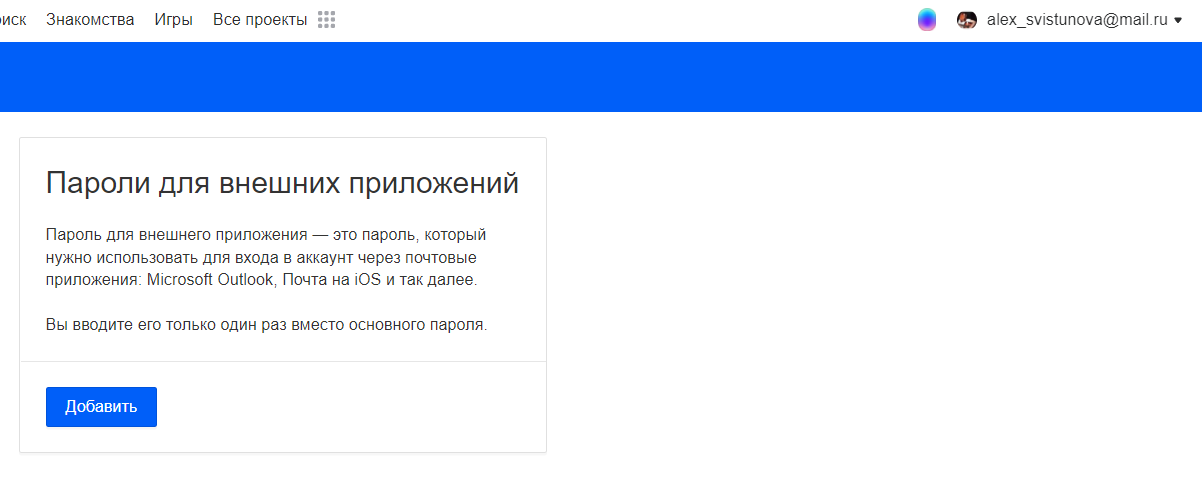 Знакомства Игры Все проекты alex_svistunova@mail.ru
Пароли для внешних приложений
Пароль для внешнего приложения — это пароль, который
нужно использовать для входа в аккаунт через почтовые
приложения: Microsoft Outlook, Почта на iOS и так далее.
Вы вводите его только один раз вместо основного пароля.
Добавить